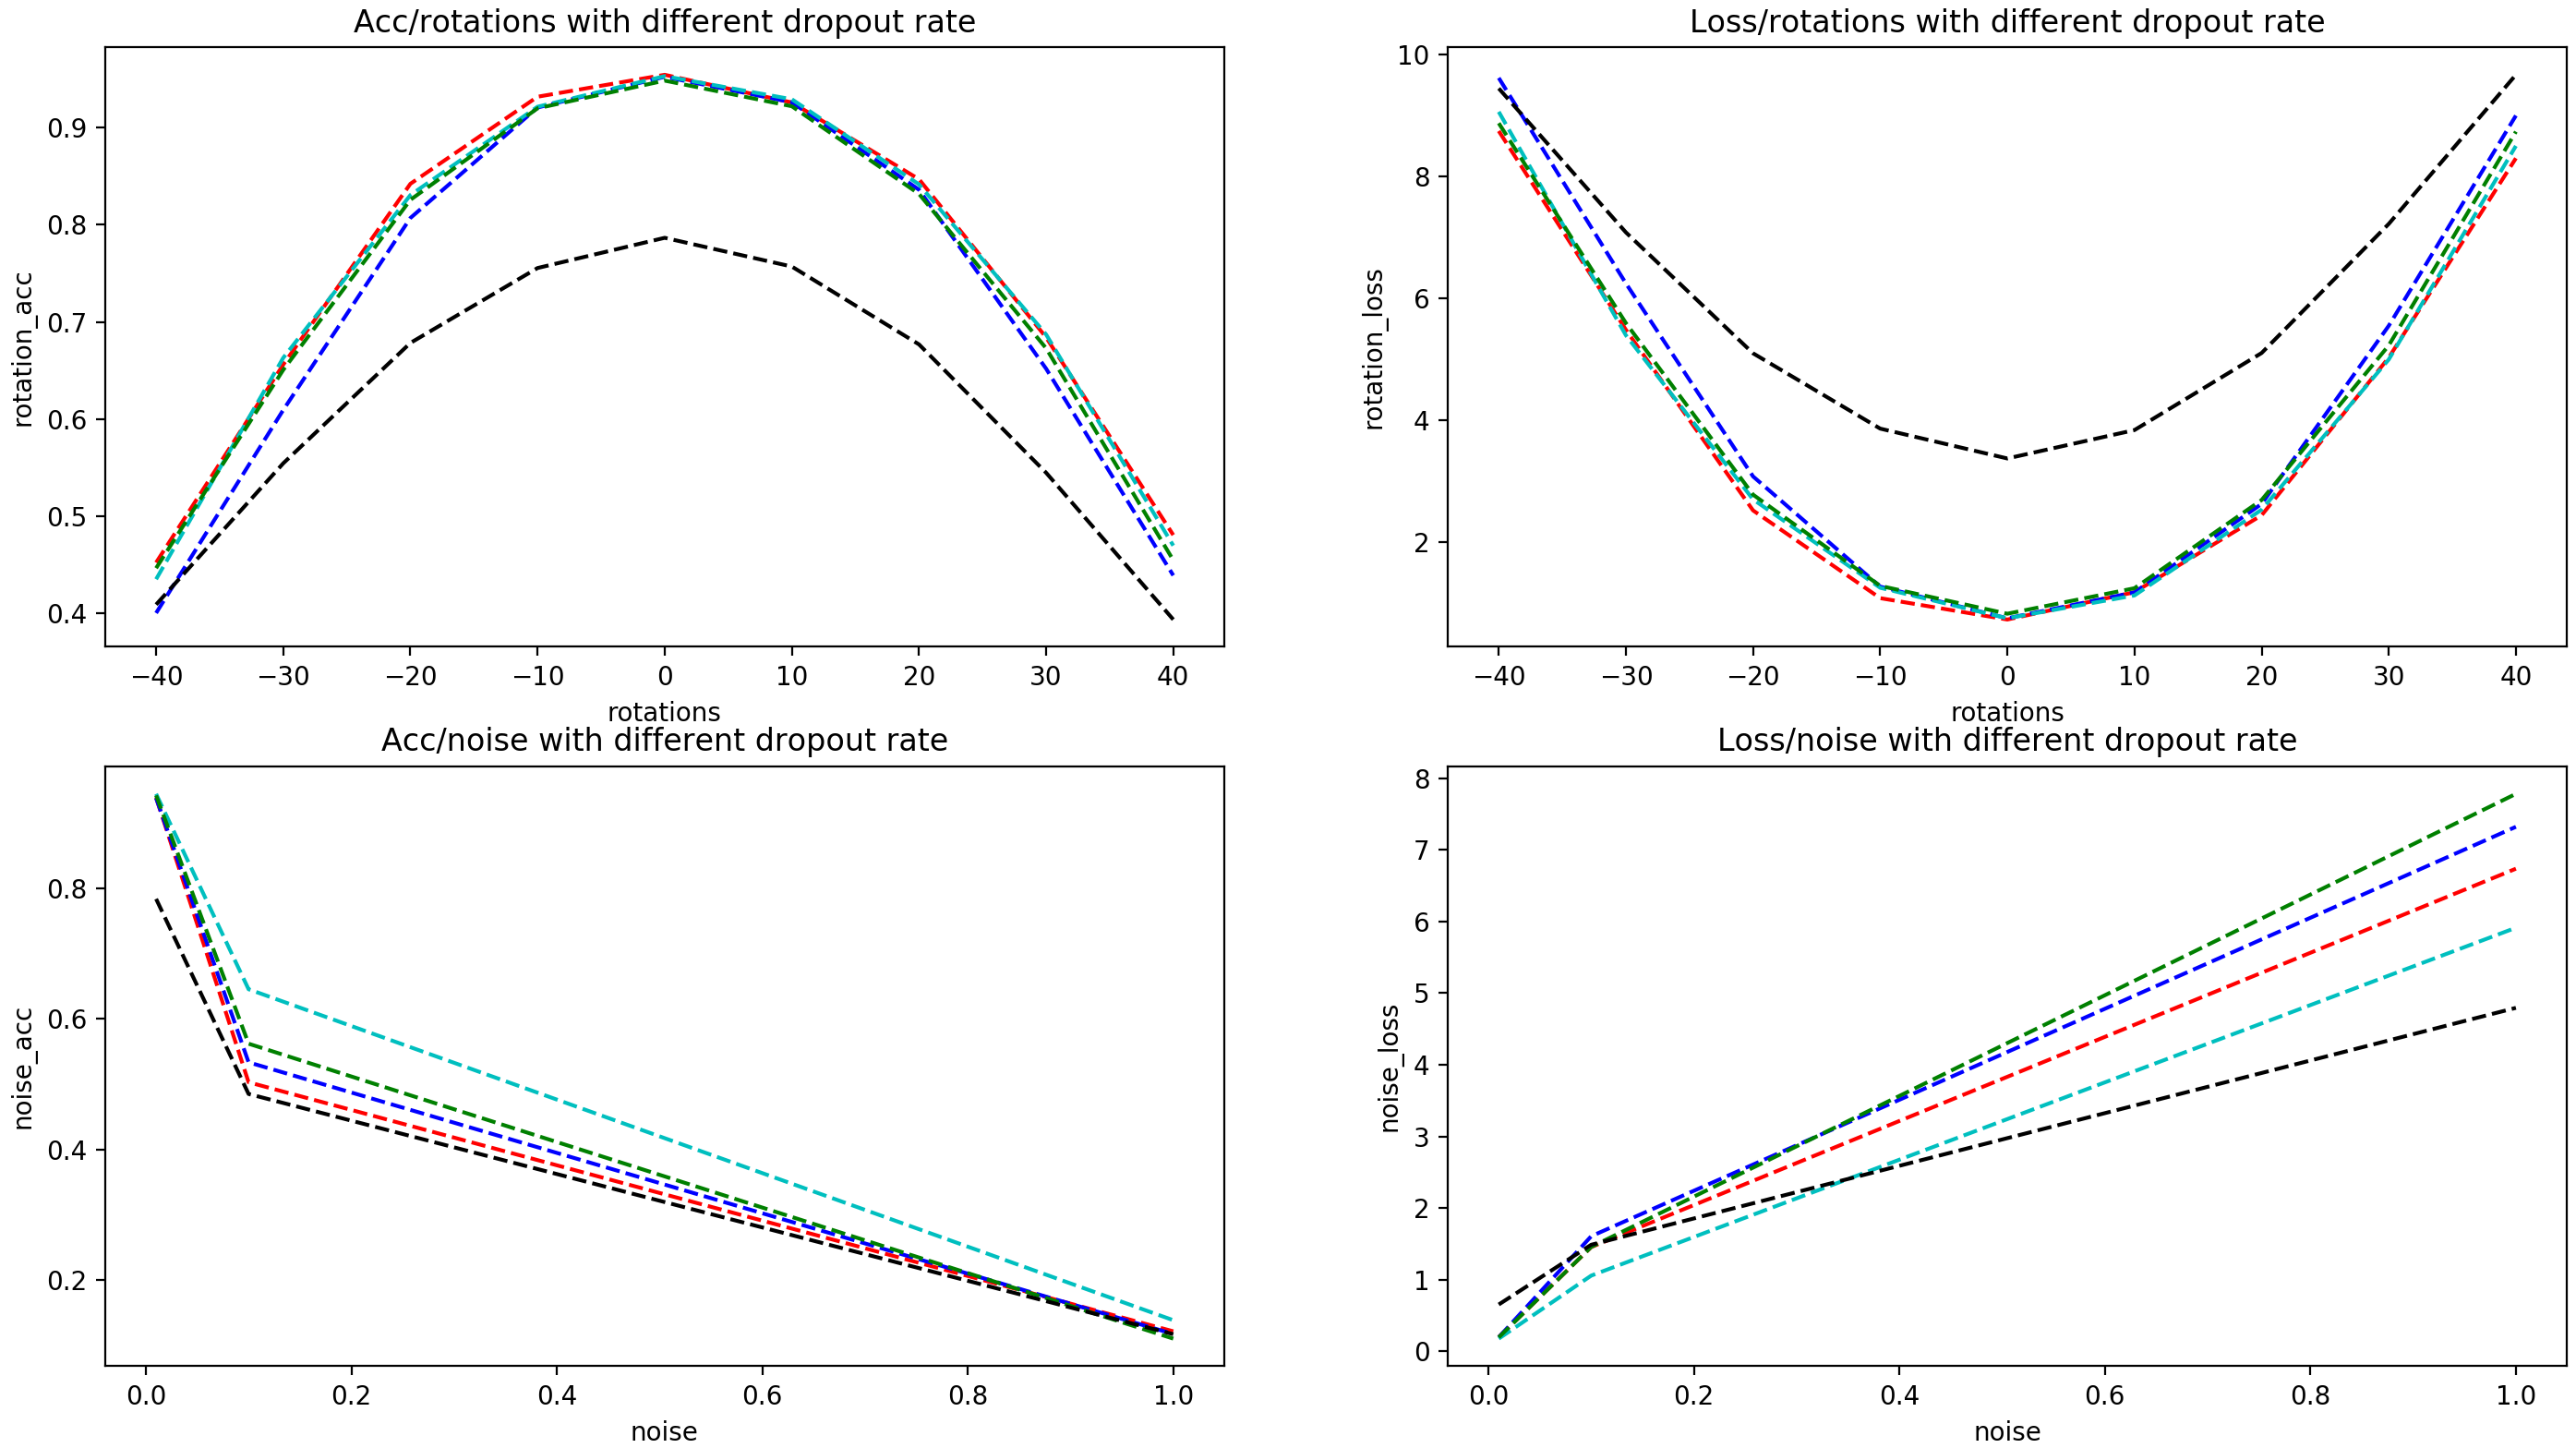 Acc/rotations with different dropout rate
rotation_acc
0.9
0.8
0.7
0.6
0.5
0.4
−40 −30 −20 −10 0 10 20 30 40
rotations
Loss/rotations with different dropout rate
rotation_loss
10
8
6
4
2
−40 −30 −20 −10 0 10 20 30 40
rotations
Acc/noise with different dropout rate
noise_acc
0.8
0.6
0.4
0.2
0.0 0.2 0.4 0.6 0.8 1.0
noise
Loss/noise with different dropout rate
noise_loss
8
7
6
5
4
3
2
1
0
0.0 0.2 0.4 0.6 0.8 1.0
noise